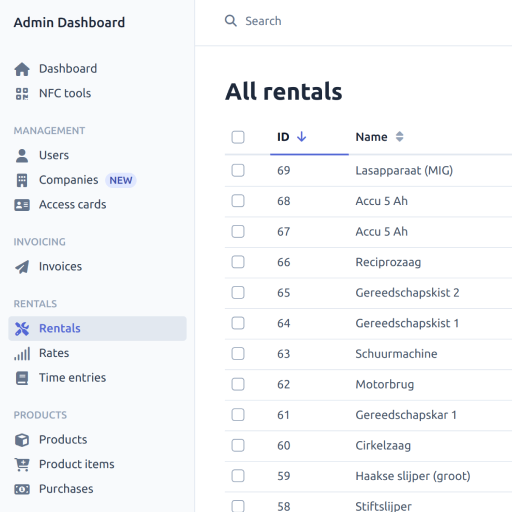 Admin Dashboard
Dashboard
NFC tools
MANAGEMENT
Users
Companies NEW
Access cards
INVOICING
Invoices
RENTALS
Rentals
Rates
Time entries
PRODUCTS
Products
Product items
Purchases
Search
All rentals
ID Name
69 Lasapparaat (MIG)
68 Accu 5 Ah
67 Accu 5 Ah
66 Reciprozaag
65 Gereedschapskist 2
64 Gereedschapskist 1
63 Schuurmachine
62 Motorbrug
61 Gereedschapskar 1
60 Cirkelzaag
59 Haakse slijper (groot)
58 Stiftslijper